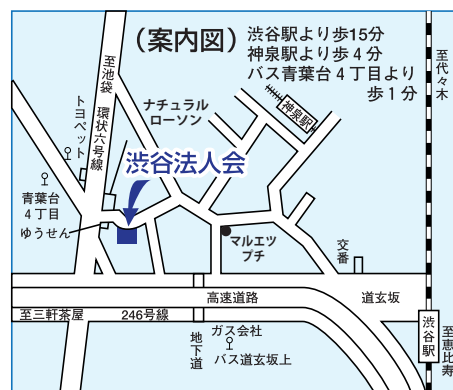 （案内図）
渋谷駅より歩15分
神泉駅より歩4分
バス青葉台4丁目より
歩1分
至池袋
環状六号線
トヨペット
ナチュラル
ローソン
神泉駅
至代々木
渋谷法人会
青葉台
4丁目
ゆうせん
マルエツ
プチ
交番
高速道路
道玄坂
至三軒茶屋
246号線
地下道
ガス会社
バス道玄坂上
渋谷駅
至恵比寿